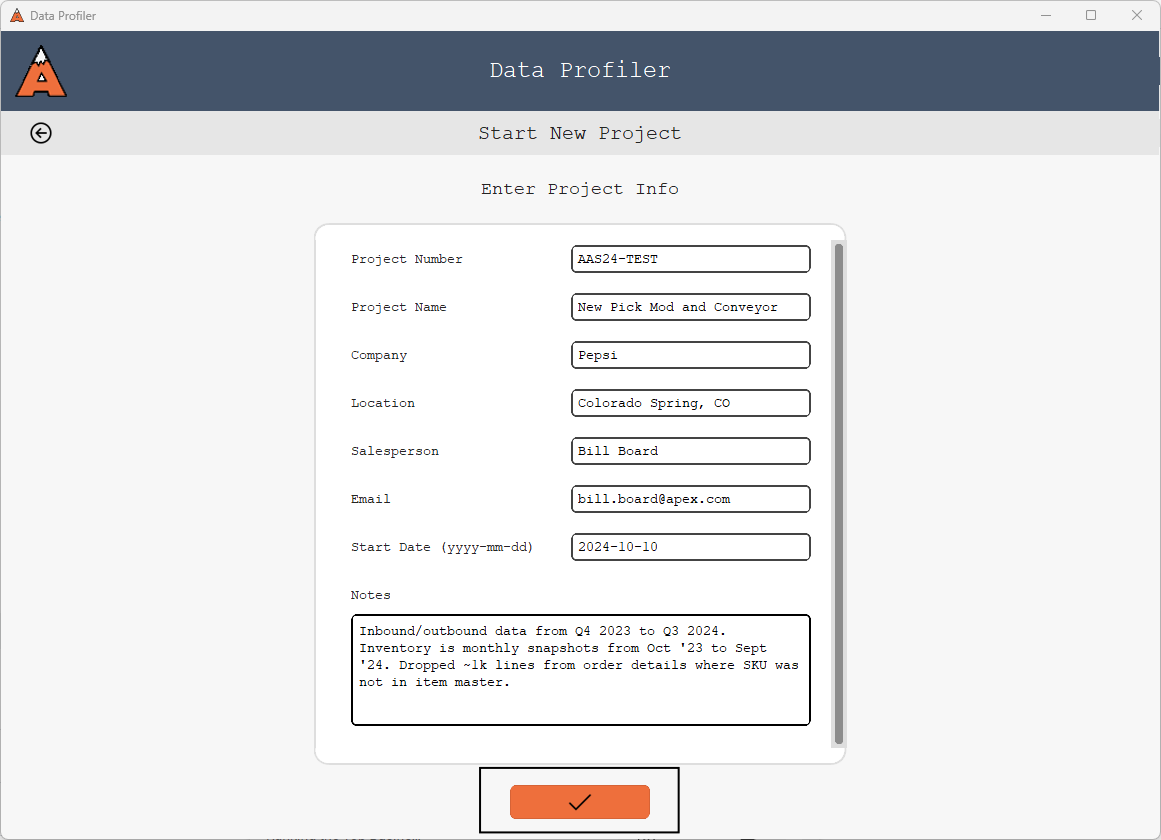 Data Profiler
Data Profiler
Start New Project
Enter Project Info
Project Number AAS24-TEST
Project Name New Pick Mod and Conveyor
Company Pepsi
Location Colorado Spring, CO
Salesperson Bill Board
Email bill.board@apex.com
Start Date (yyyy-mm-dd) 2024-10-10
Notes
Inbound/outbound data from Q4 2023 to Q3 2024.
Inventory is monthly snapshots from Oct '23 to Sept
'24. Dropped ~1k lines from order details where SKU was
not in item master.